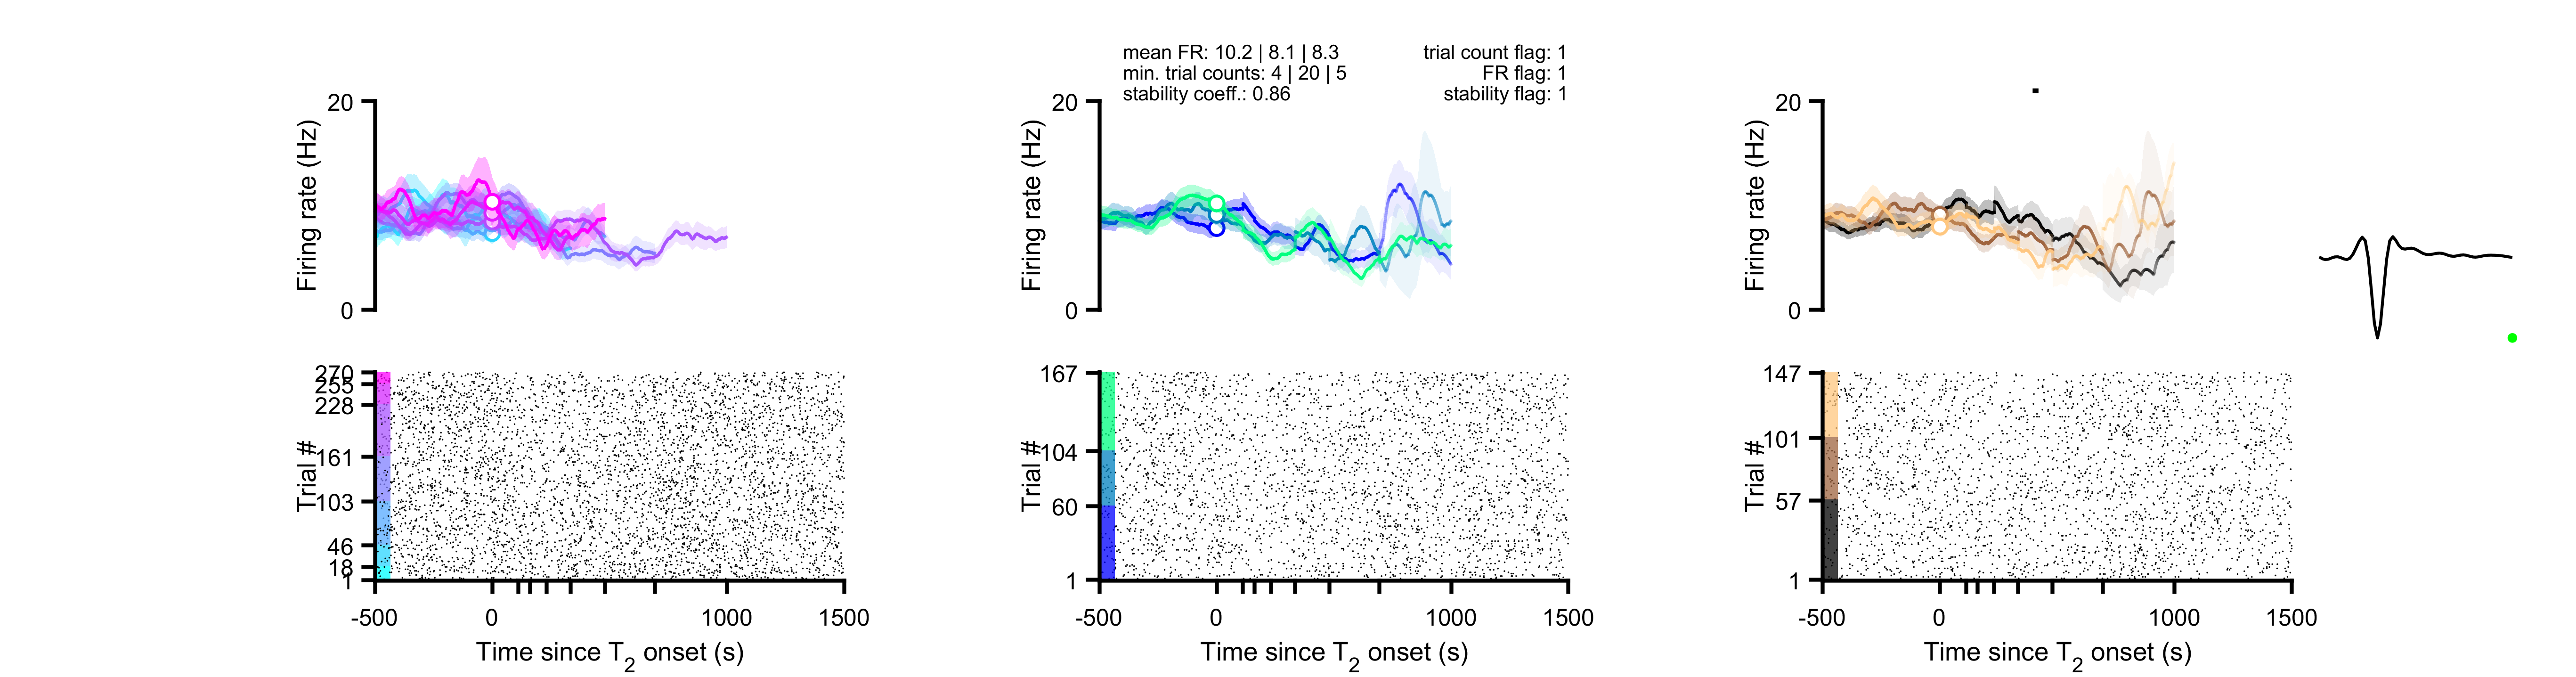 mean FR: 10.2 | 8.1 | 8.3
min. trial counts: 4 | 20 | 5
stability coeff.: 0.86
trial count flag: 1
FR flag: 1
stability flag: 1
20
Firing rate (Hz)
0
20
Firing rate (Hz)
0
20
Firing rate (Hz)
0
270
255
228
161
103
46
18
1
Trial #
-500 0 1000 1500
Time since T2 onset (s)
167
104
60
1
Trial #
-500 0 1000 1500
Time since T2 onset (s)
147
101
57
1
Trial #
-500 0 1000 1500
Time since T2 onset (s)